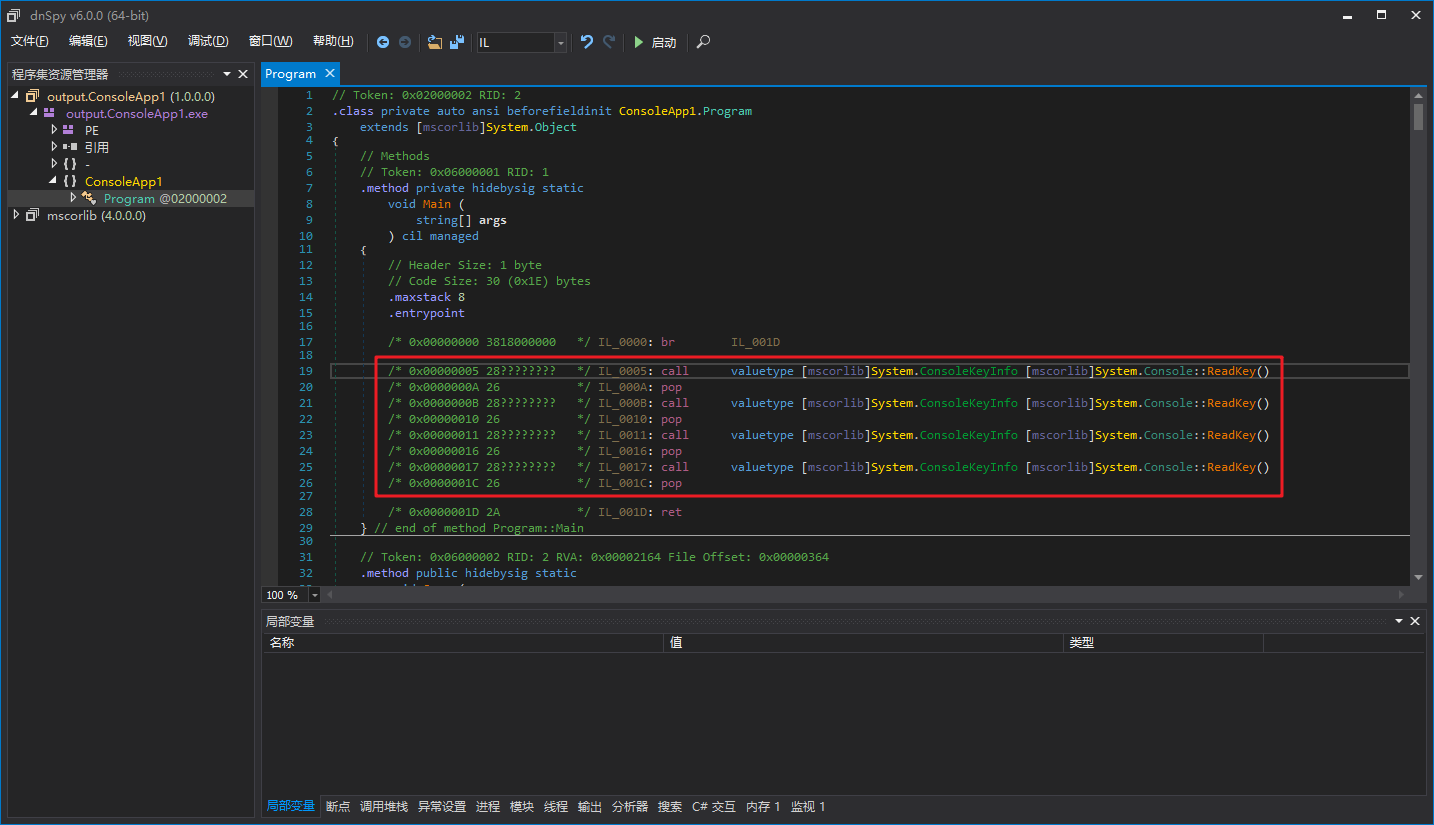 dnSpy v6.0.0 (64-bit)
文件(F) 编辑(E) 视图(V) 调试(D) 窗口(W) 帮助(H) IL 启动
程序集资源管理器
output.ConsoleApp1 (1.0.0.0)
output.ConsoleApp1.exe
PE
引用
{ } -
{ } ConsoleApp1
Program @02000002
mscorlib (4.0.0.0)
Program
1 // Token: 0x02000002 RID: 2
2 .class private auto ansi beforefieldinit ConsoleApp1.Program
3 extends [mscorlib]System.Object
4 {
5 // Methods
6 // Token: 0x06000001 RID: 1
7 .method private hidebysig static
8 void Main (
9 string[] args
10 ) cil managed
11 {
12 // Header Size: 1 byte
13 // Code Size: 30 (0x1E) bytes
14 .maxstack 8
15 .entrypoint
16
17 /* 0x00000000 3818000000 */ IL_0000: br IL_001D
18
19 /* 0x00000005 28???????? */ IL_0005: call valuetype [mscorlib]System.ConsoleKeyInfo [mscorlib]System.Console::ReadKey()
20 /* 0x0000000A 26 */ IL_000A: pop
21 /* 0x0000000B 28???????? */ IL_000B: call valuetype [mscorlib]System.ConsoleKeyInfo [mscorlib]System.Console::ReadKey()
22 /* 0x00000010 26 */ IL_0010: pop
23 /* 0x00000011 28???????? */ IL_0011: call valuetype [mscorlib]System.ConsoleKeyInfo [mscorlib]System.Console::ReadKey()
24 /* 0x00000016 26 */ IL_0016: pop
25 /* 0x00000017 28???????? */ IL_0017: call valuetype [mscorlib]System.ConsoleKeyInfo [mscorlib]System.Console::ReadKey()
26 /* 0x0000001C 26 */ IL_001C: pop
27
28 /* 0x0000001D 2A */ IL_001D: ret
29 } // end of method Program::Main
30
31 // Token: 0x06000002 RID: 2 RVA: 0x00002164 File Offset: 0x00000364
32 .method public hidebysig static
100 %
局部变量
名称 值 类型
局部变量 断点 调用堆栈 异常设置 进程 模块 线程 输出 分析器 搜索 C# 交互 内存 1 监视 1